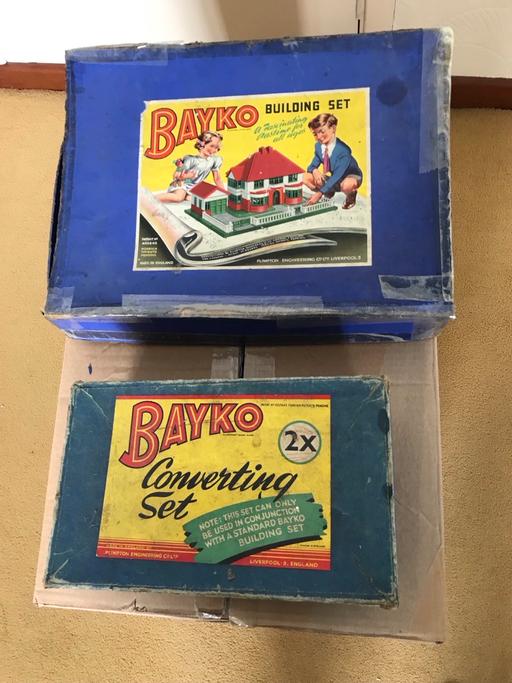 BAYKO
BUILDING SET
A Fascinating
Pastime for
all ages
MADE IN ENGLAND
PLIMPTON ENGINEERING CO LTD LIVERPOOL 3
BAYKO
2X
Converting
Set
NOTE: THIS SET CAN ONLY
BE USED IN CONJUNCTION
WITH A STANDARD BAYKO
BUILDING SET
PLIMPTON ENGINEERING CO LTD
LIVERPOOL. 3. ENGLAND